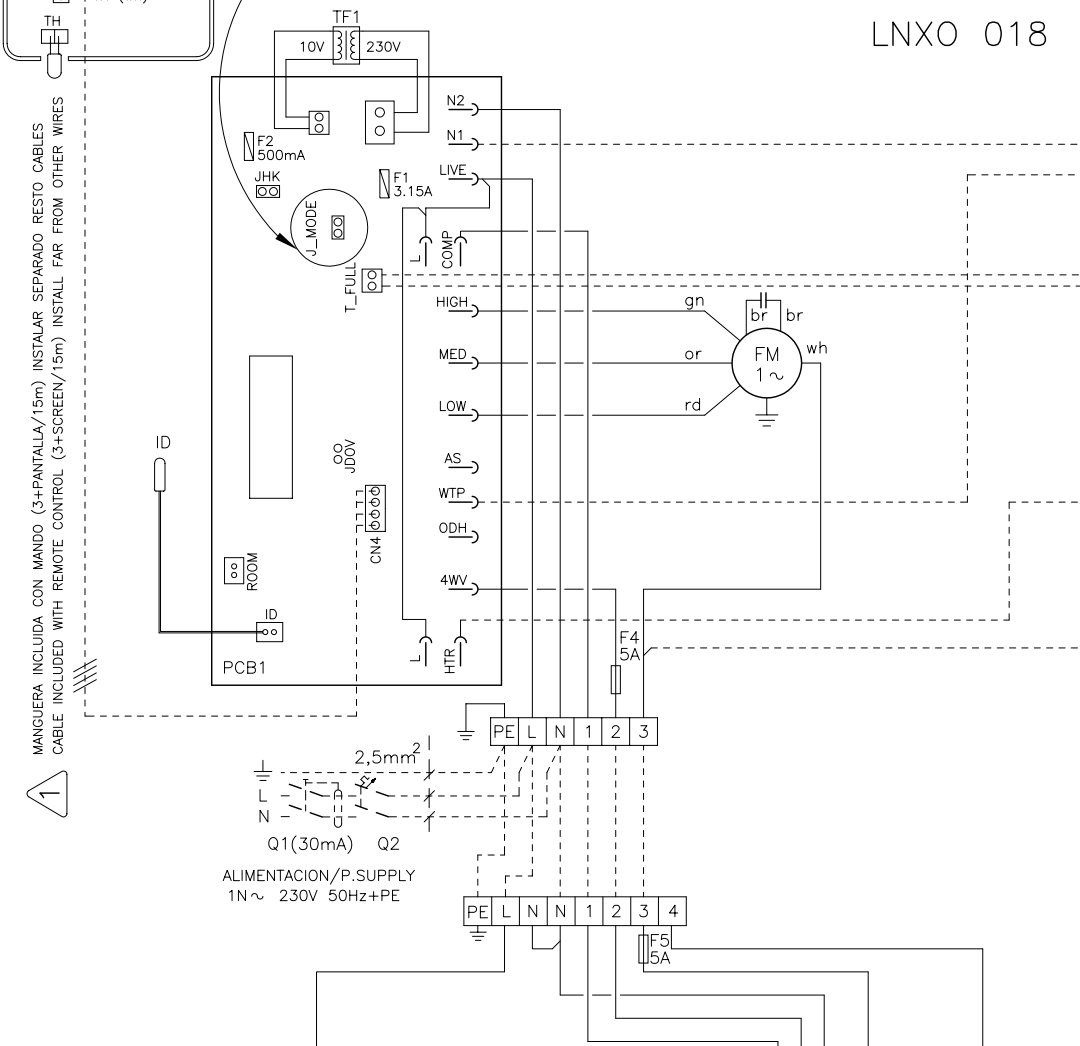 LNXO 018
TH
TF1
10V
230V
N2
N1
LIVE
F2
500mA
JHK
F1
3.15A
J_MODE
L
COMP
T_FULL
HIGH
MED
LOW
AS
WTP
ODH
4WV
gn
or
rd
br
br
wh
FM
1~
ID
JDOV
CN4
ROOM
ID
PCB1
L
HTR
F4
5A
MANGUERA INCLUIDA CON MANDO (3+PANTALLA/15m) INSTALAR SEPARADO RESTO CABLES
CABLE INCLUDED WITH REMOTE CONTROL (3+SCREEN/15m) INSTALL FAR FROM OTHER WIRES
1
PE L N 1 2 3
2,5mm²
L
N
Q1(30mA)
Q2
ALIMENTACION/P.SUPPLY
1N~ 230V 50Hz+PE
PE L N N 1 2 3 4
F5
5A